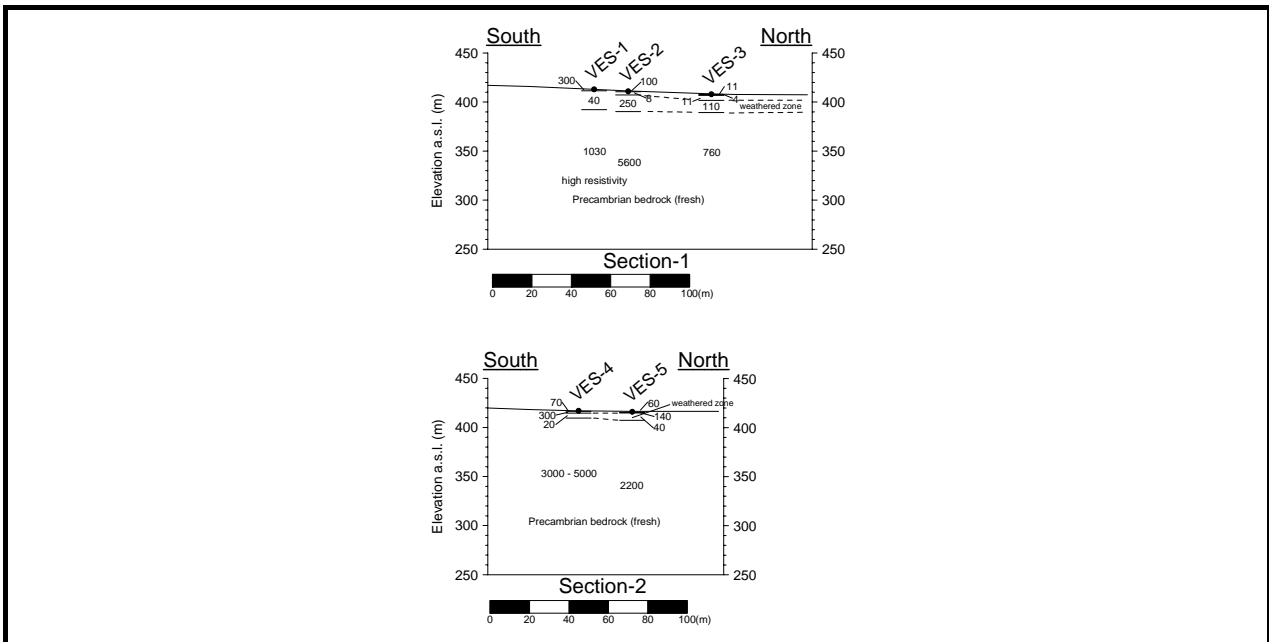 South North
VES-1 VES-2 VES-3
450 450
300 100 11
400 40 250 8 11 110 4 weathered zone 400
350 1030 5600 760 350
high resistivity
300 Precambrian bedrock (fresh) 300
250 250
Elevation a.s.l. (m)
Section-1
0 20 40 60 80 100(m)
South North
VES-4 VES-5
450 450
70 60 weathered zone
400 300 140 400
20 40
350 3000 - 5000 2200 350
300 Precambrian bedrock (fresh) 300
250 250
Elevation a.s.l. (m)
Section-2
0 20 40 60 80 100(m)